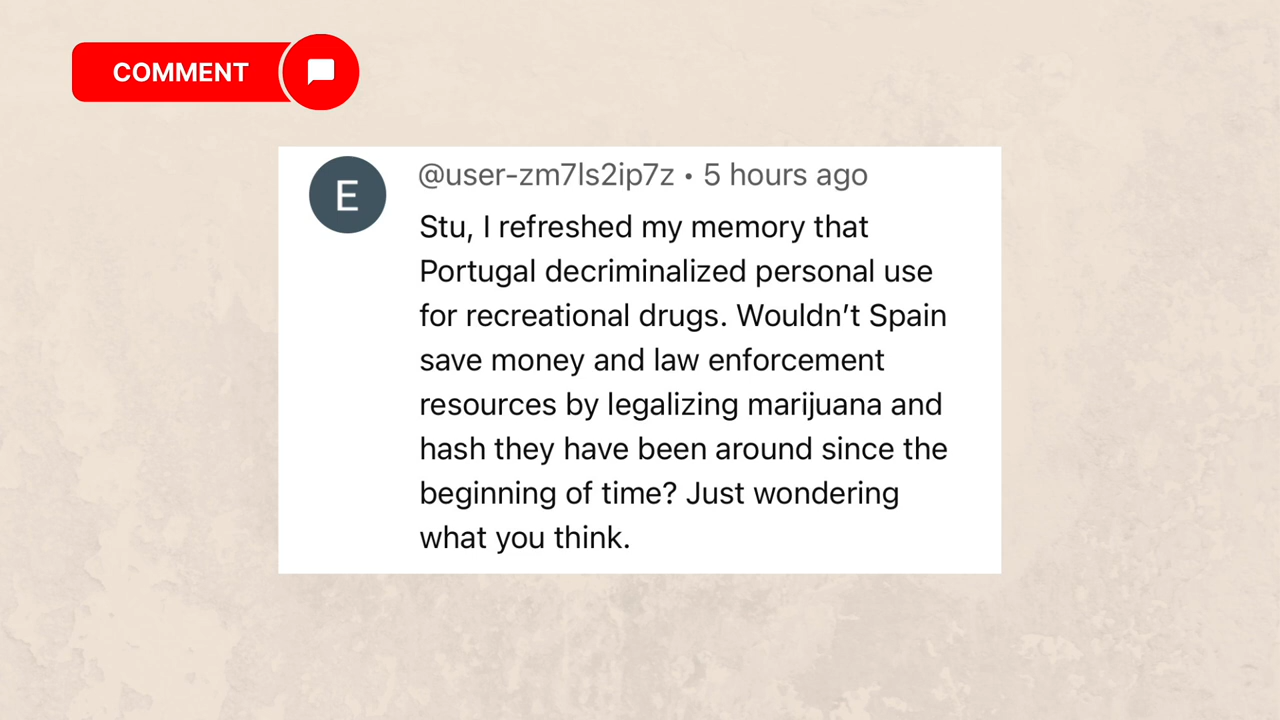 COMMENT
E
@user-zm7ls2ip7z • 5 hours ago
Stu, I refreshed my memory that
Portugal decriminalized personal use
for recreational drugs. Wouldn’t Spain
save money and law enforcement
resources by legalizing marijuana and
hash they have been around since the
beginning of time? Just wondering
what you think.